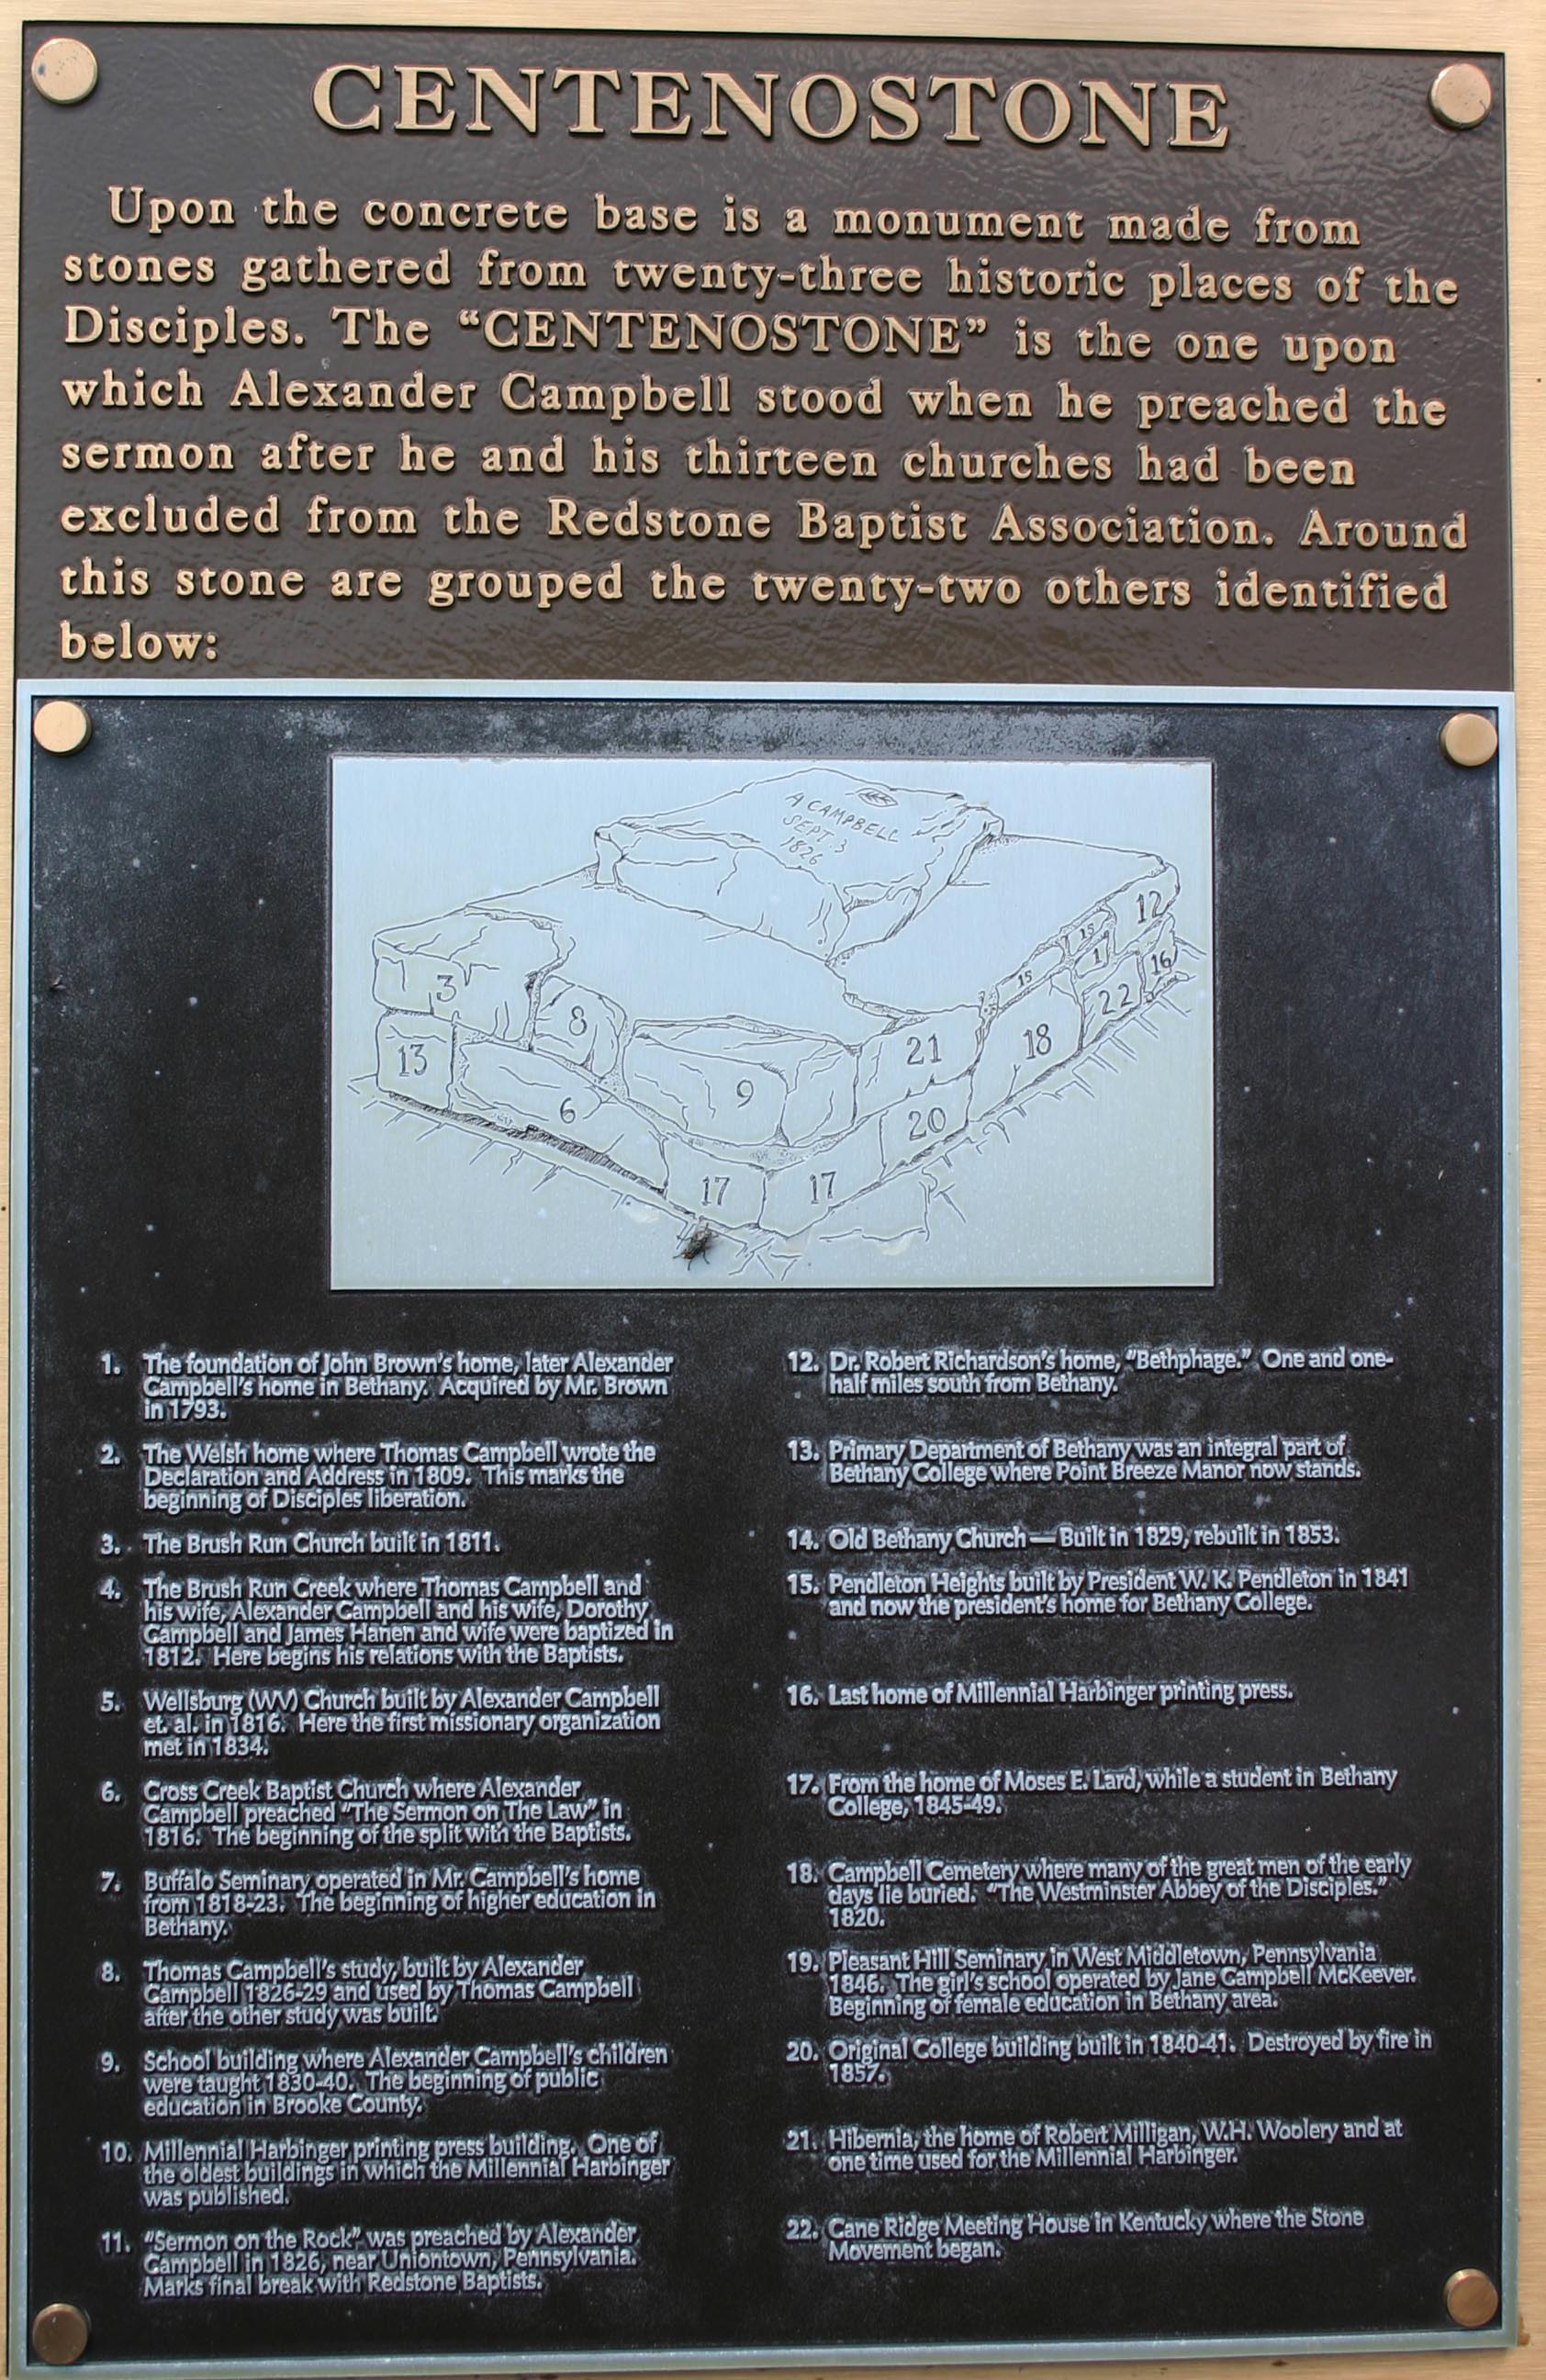 CENTENOSTONE
Upon the concrete base is a monument made from
stones gathered from twenty-three historic places of the
Disciples. The “CENTENOSTONE” is the one upon
which Alexander Campbell stood when he preached the
sermon after he and his thirteen churches had been
excluded from the Redstone Baptist Association. Around
this stone are grouped the twenty-two others identified
below:
A CAMPBELL
SEPT 3
1826
12
15
1
16
15
3
22
8
21
18
13
9
6
20
17
17
1. The foundation of John Brown's home, later Alexander
Campbell's home in Bethany. Acquired by Mr. Brown
in 1793.
2. The Welsh home where Thomas Campbell wrote the
Declaration and Address in 1809. This marks the
beginning of Disciples liberation.
3. The Brush Run Church built in 1811.
4. The Brush Run Creek where Thomas Campbell and
his wife, Alexander Campbell and his wife, Dorothy
Campbell and James Hanen and wife were baptized in
1812. Here begins his relations with the Baptists.
5. Wellsburg (WV) Church built by Alexander Campbell
et. al. in 1816. Here the first missionary organization
met in 1834.
6. Cross Creek Baptist Church where Alexander
Campbell preached "The Sermon on The Law" in
1816. The beginning of the split with the Baptists.
7. Buffalo Seminary operated in Mr. Campbell's home
from 1818-23. The beginning of higher education in
Bethany.
8. Thomas Campbell's study, built by Alexander
Campbell 1826-29 and used by Thomas Campbell
after the other study was built.
9. School building where Alexander Campbell's children
were taught 1830-40. The beginning of public
education in Brooke County.
10. Millennial Harbinger printing press building. One of
the oldest buildings in which the Millennial Harbinger
was published.
11. "Sermon on the Rock" was preached by Alexander
Campbell in 1826, near Uniontown, Pennsylvania.
Marks final break with Redstone Baptists.
12. Dr. Robert Richardson's home, "Bethphage." One and one-
half miles south from Bethany.
13. Primary Department of Bethany was an integral part of
Bethany College where Point Breeze Manor now stands.
14. Old Bethany Church — Built in 1829, rebuilt in 1853.
15. Pendleton Heights built by President W. K. Pendleton in 1841
and now the president's home for Bethany College.
16. Last home of Millennial Harbinger printing press.
17. From the home of Moses E. Lard, while a student in Bethany
College, 1845-49.
18. Campbell Cemetery where many of the great men of the early
days lie buried. "The Westminster Abbey of the Disciples."
1820.
19. Pleasant Hill Seminary in West Middletown, Pennsylvania
1846. The girl's school operated by Jane Campbell McKeever.
Beginning of female education in Bethany area.
20. Original College building built in 1840-41. Destroyed by fire in
1857.
21. Hibernia, the home of Robert Milligan, W.H. Woolery and at
one time used for the Millennial Harbinger.
22. Cane Ridge Meeting House in Kentucky where the Stone
Movement began.